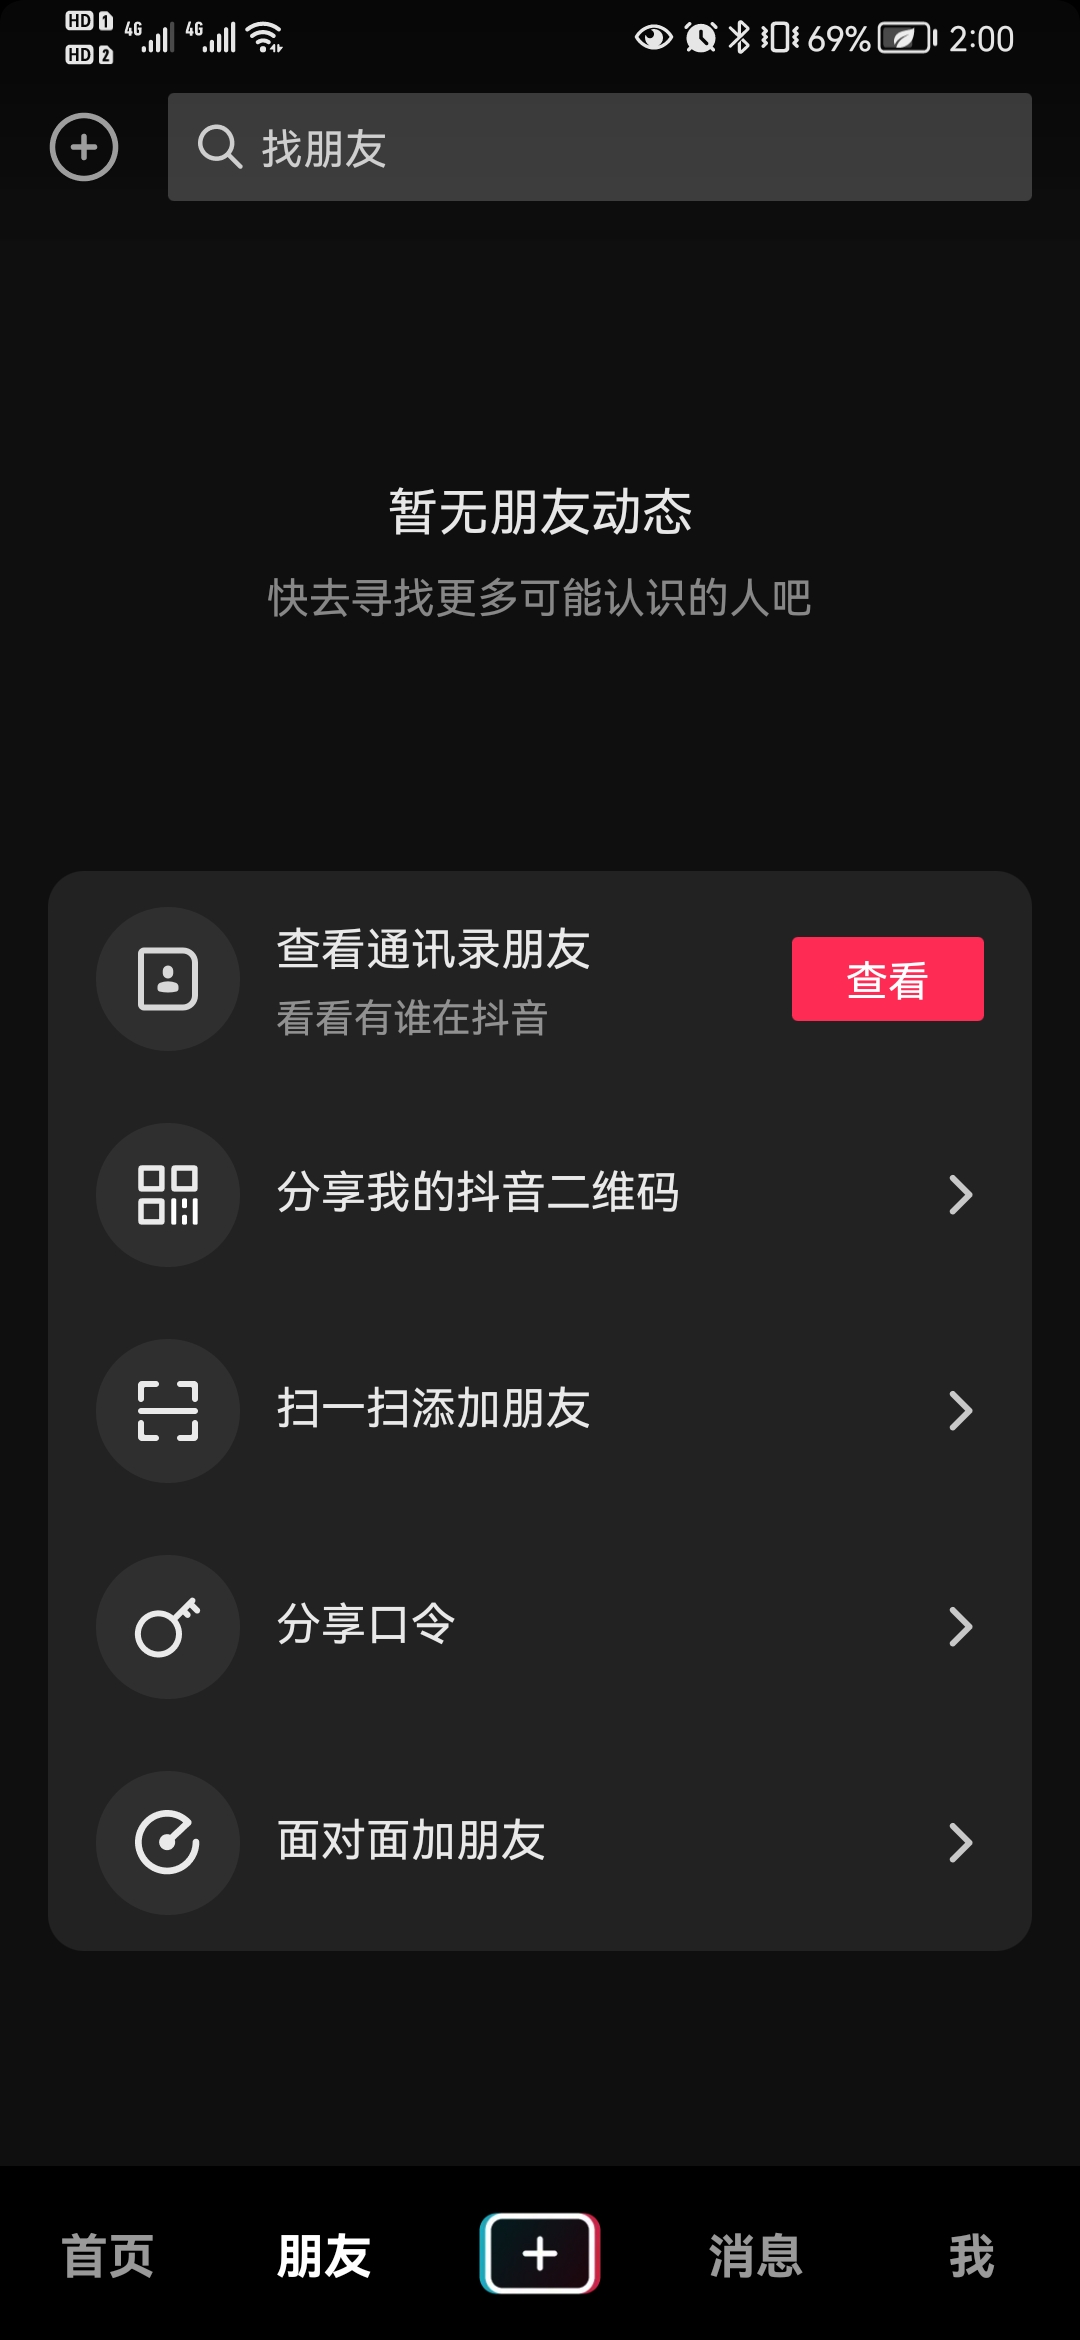 HD 1 4G 4G
HD 2
69% 2:00
找朋友
暂无朋友动态
快去寻找更多可能认识的人吧
查看通讯录朋友
看看有谁在抖音
查看
分享我的抖音二维码
扫一扫添加朋友
分享口令
面对面加朋友
首页 朋友 消息 我